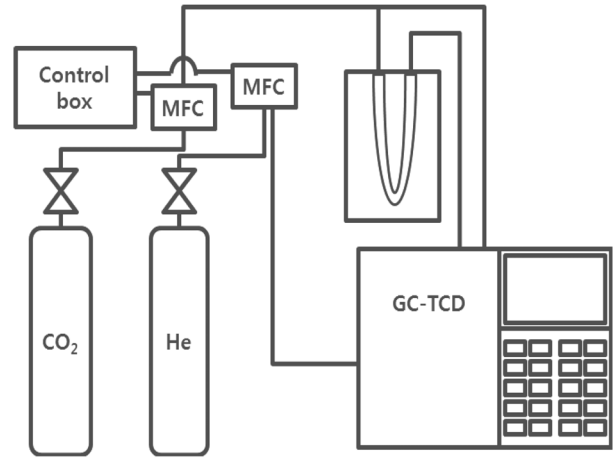 Control
box
MFC
MFC
CO₂
He
GC-TCD